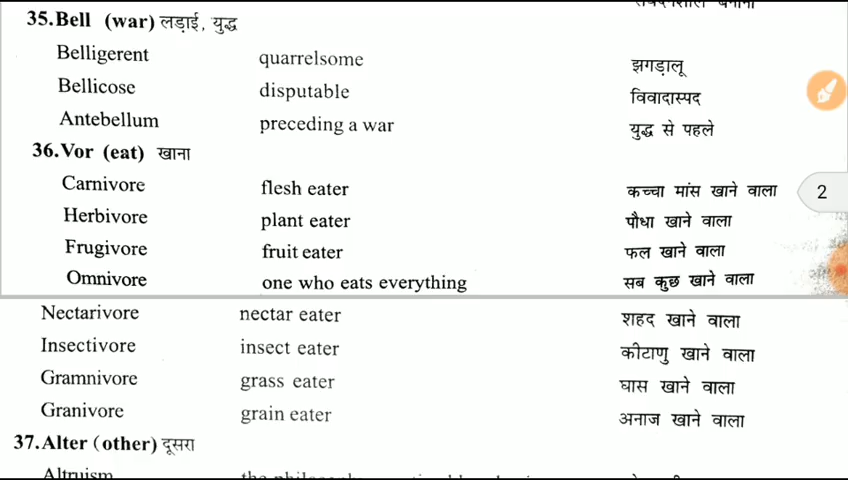 35.Bell (war) लड़ाई, युद्ध
Belligerent quarrelsome झगड़ालू
Bellicose disputable विवादास्पद
Antebellum preceding a war युद्ध से पहले
36.Vor (eat) खाना
Carnivore flesh eater कच्चा मांस खाने वाला
2
Herbivore plant eater पौधा खाने वाला
Frugivore fruit eater फल खाने वाला
Omnivore one who eats everything सब कुछ खाने वाला
Nectarivore nectar eater शहद खाने वाला
Insectivore insect eater कीटाणु खाने वाला
Gramnivore grass eater घास खाने वाला
Granivore grain eater अनाज खाने वाला
37.Alter (other) दूसरा
Altruism the